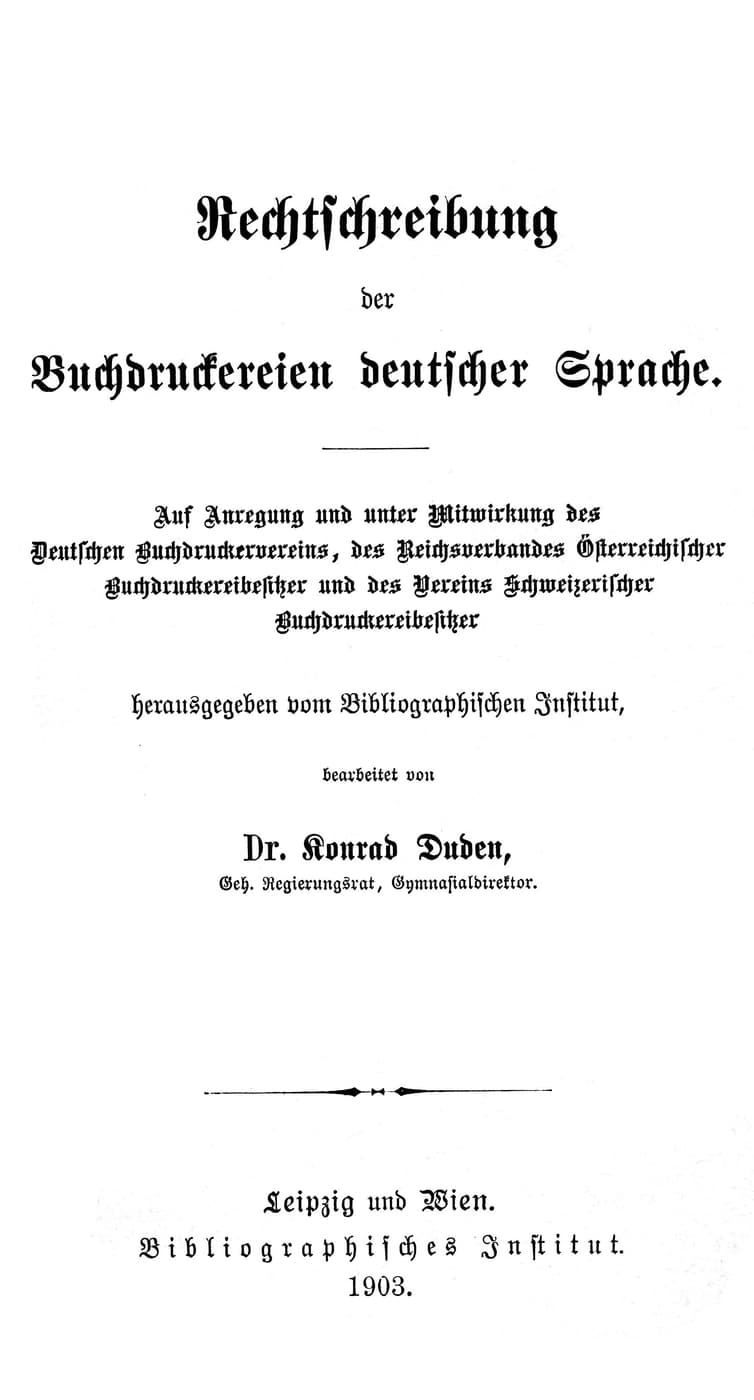 Rechtſchreibung
der
Buchdruckereien deutſcher Sprache.
Auf Anregung und unter Mitwirkung des
Deutſchen Buchdruckervereins, des Reichsverbandes Öſterreichiſcher
Buchdruckereibeſitzer und des Vereins Schweizeriſcher
Buchdruckereibeſitzer
herausgegeben vom Bibliographiſchen Inſtitut,
bearbeitet von
Dr. Konrad Duden,
Geh. Regierungsrat, Gymnaſialdirektor.
Leipzig und Wien.
Bibliographiſches Inſtitut.
1903.